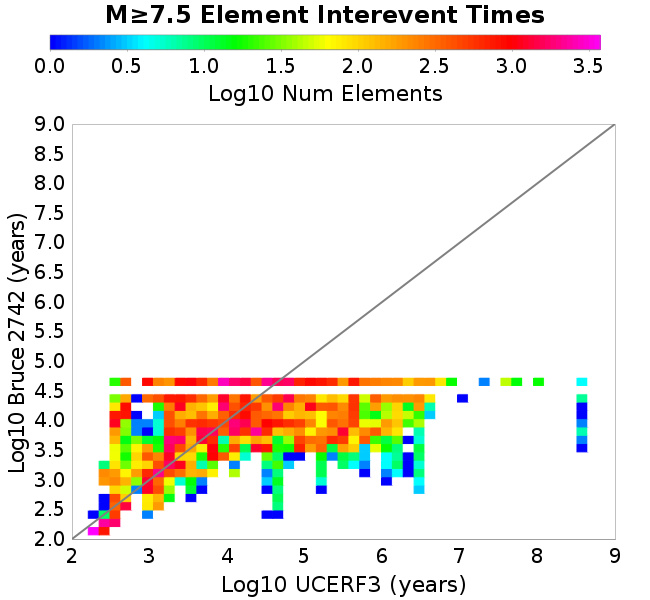 M≥7.5 Element Interevent Times
0.0 0.5 1.0 1.5 2.0 2.5 3.0 3.5
Log10 Num Elements
9.0
8.5
8.0
7.5
7.0
6.5
6.0
5.5
5.0
4.5
4.0
3.5
3.0
2.5
2.0
Log10 Bruce 2742 (years)
2 3 4 5 6 7 8 9
Log10 UCERF3 (years)